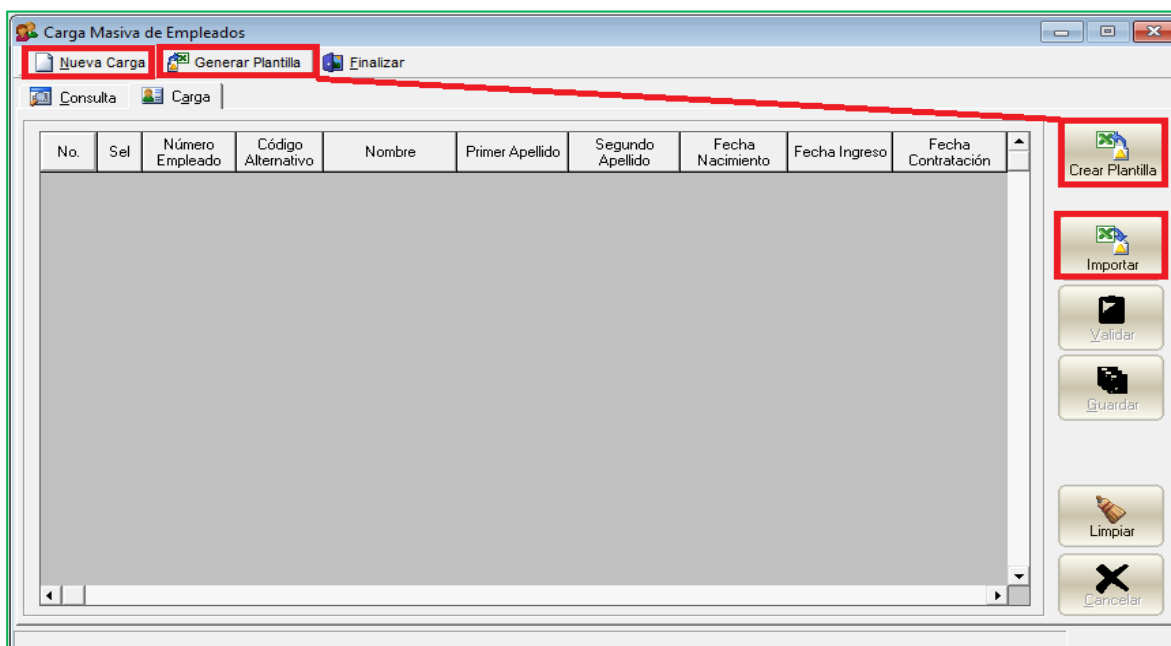 Carga Masiva de Empleados
Nueva Carga Generar Plantilla Finalizar
Consulta Carga
No. Sel Número Empleado Código Alternativo Nombre Primer Apellido Segundo Apellido Fecha Nacimiento Fecha Ingreso Fecha Contratación
Crear Plantilla
Importar
Validar
Guardar
Limpiar
Cancelar